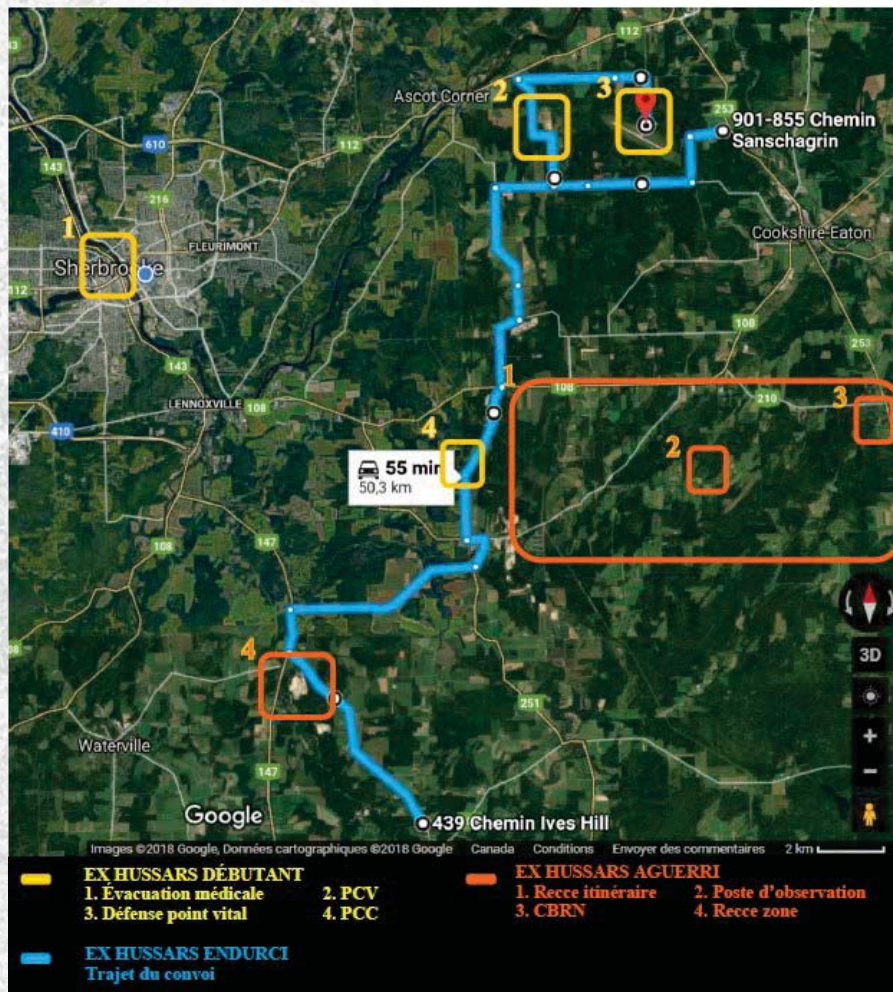 43
112
143
2
3
Ascot Corner
253
901-855 Chemin
Sanschagrin
610
112
216
1
FLEURIMONT
Sherbrooke
Cookshire-Eaton
112
108
143
253
LENNOXVILLE
108
1
108
210
3
410
4
2
55 min
50,3 km
108
147
4
3D
251
Waterville
147
Google
439 Chemin Ives Hill
Images ©2018 Google, Données cartographiques ©2018 Google Canada Conditions Envoyer des commentaires 2 km
EX HUSSARS DÉBUTANT
1. Évacuation médicale 2. PCV
3. Défense point vital 4. PCC
EX HUSSARS AGUERRI
1. Recce itinéraire 2. Poste d'observation
3. CBRN 4. Recce zone
EX HUSSARS ENDURCI
Trajet du convoi